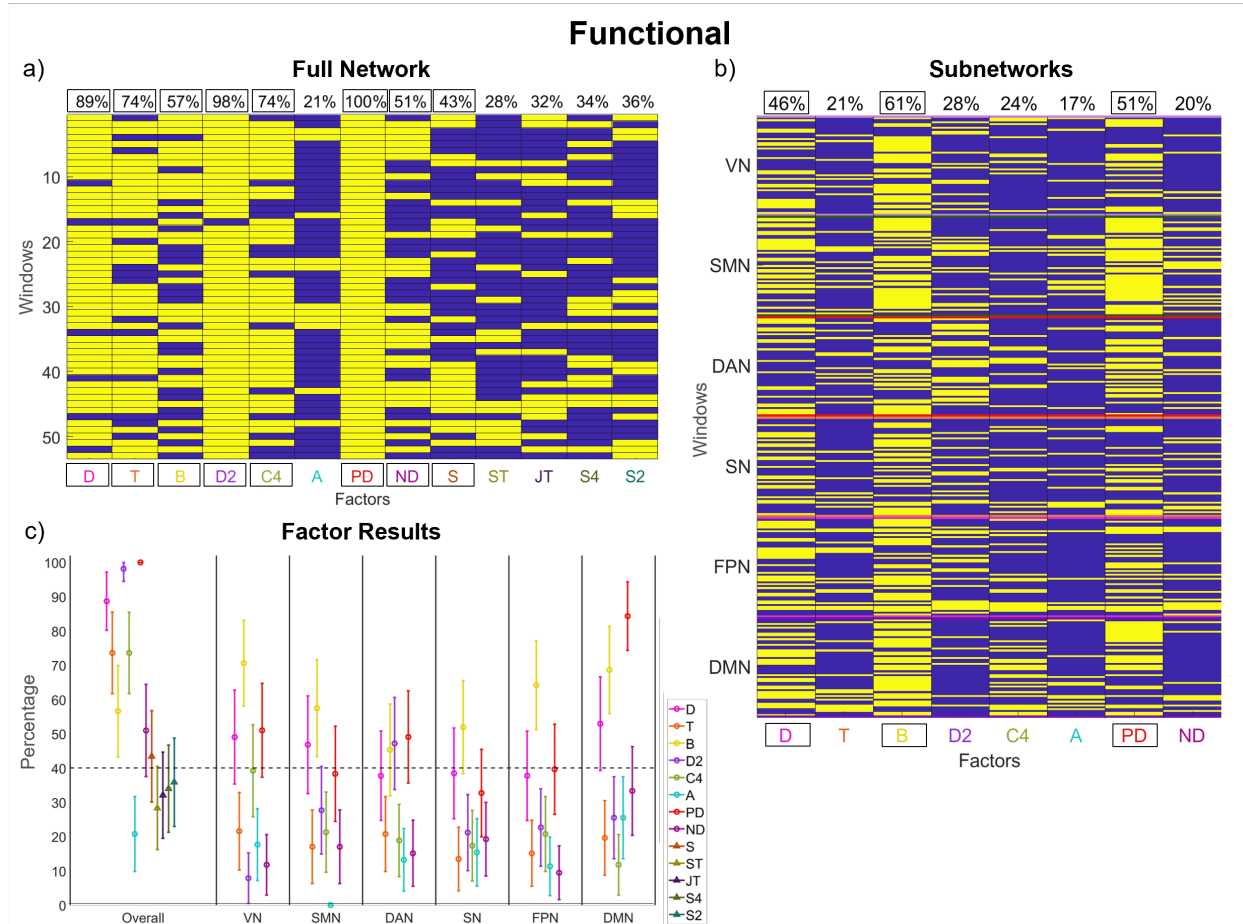 Functional
a)
Full Network
89% 74% 57% 98% 74% 21% 100% 51% 43% 28% 32% 34% 36%
10
20
30
40
50
Windows
D T B D2 C4 A PD ND S ST JT S4 S2
Factors
b)
Subnetworks
46% 21% 61% 28% 24% 17% 51% 20%
VN
SMN
DAN
SN
FPN
DMN
Windows
D T B D2 C4 A PD ND
Factors
c)
Factor Results
100
90
80
70
60
50
40
30
20
10
0
Percentage
Overall VN SMN DAN SN FPN DMN
D
T
B
D2
C4
A
PD
ND
S
ST
JT
S4
S2